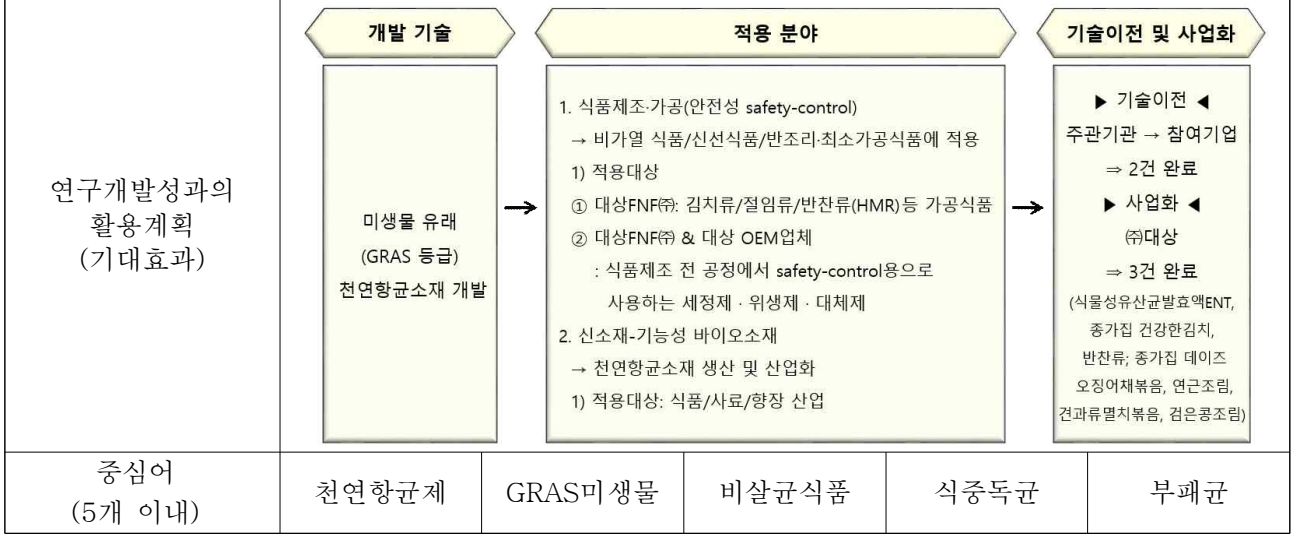 연구개발성과의
활용계획
(기대효과)
개발 기술
미생물 유래
(GRAS 등급)
천연항균소재 개발
→
적용 분야
1. 식품제조·가공(안전성 safety-control)
→ 비가열 식품/신선식품/반조리·최소가공식품에 적용
1) 적용대상
① 대상FNF㈜: 김치류/절임류/반찬류(HMR)등 가공식품
② 대상FNF㈜ & 대상 OEM업체
: 식품제조 전 공정에서 safety-control용으로
사용하는 세정제 · 위생제 · 대체제
2. 신소재-기능성 바이오소재
→ 천연항균소재 생산 및 산업화
1) 적용대상: 식품/사료/향장 산업
→
기술이전 및 사업화
▶ 기술이전 ◀
주관기관 → 참여기업
⇒ 2건 완료
▶ 사업화 ◀
㈜대상
⇒ 3건 완료
(식물성유산균발효액ENT,
종가집 건강한김치,
반찬류; 종가집 데이즈
오징어채볶음, 연근조림,
견과류멸치볶음, 검은콩조림)
중심어
(5개 이내)
천연항균제
GRAS미생물
비살균식품
식중독균
부패균